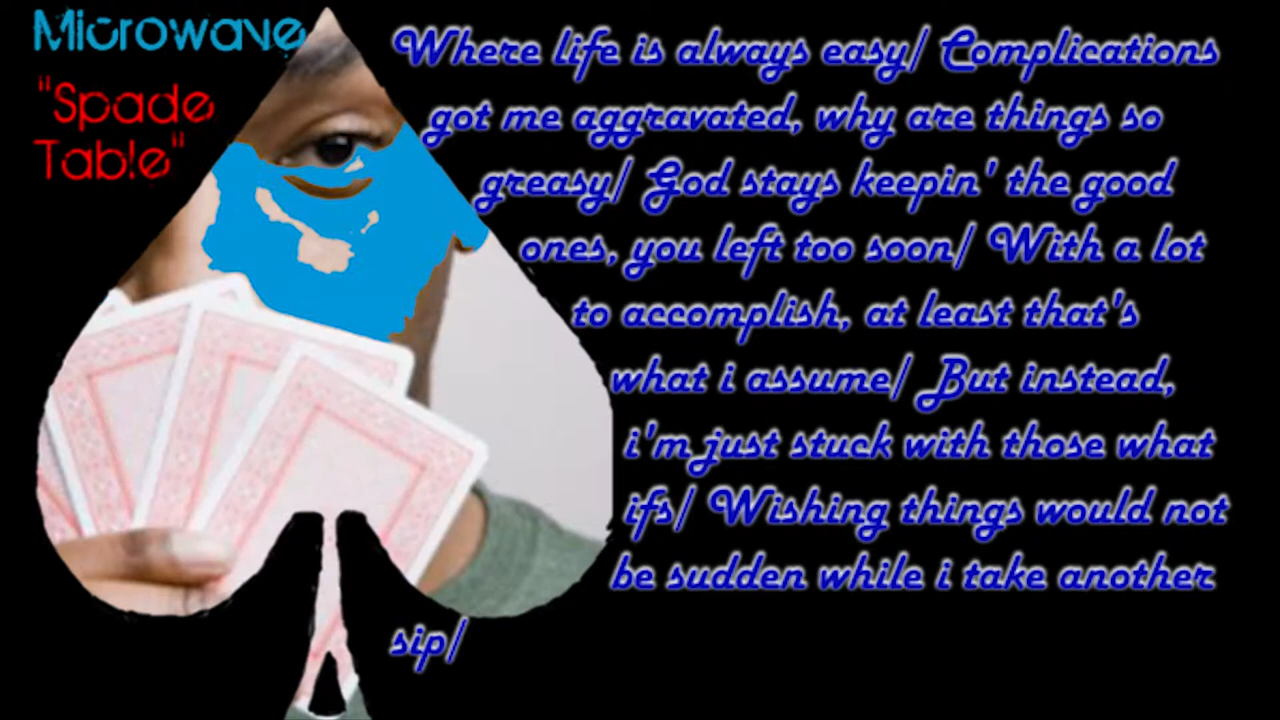 Microwave
"Spade
Table"
Where life is always easy/ Complications
got me aggravated, why are things so
greasy/ God stays keepin' the good
ones, you left too soon/ With a lot
to accomplish, at least that's
what i assume/ But instead,
i'm just stuck with those what
ifs/ Wishing things would not
be sudden while i take another
sip/